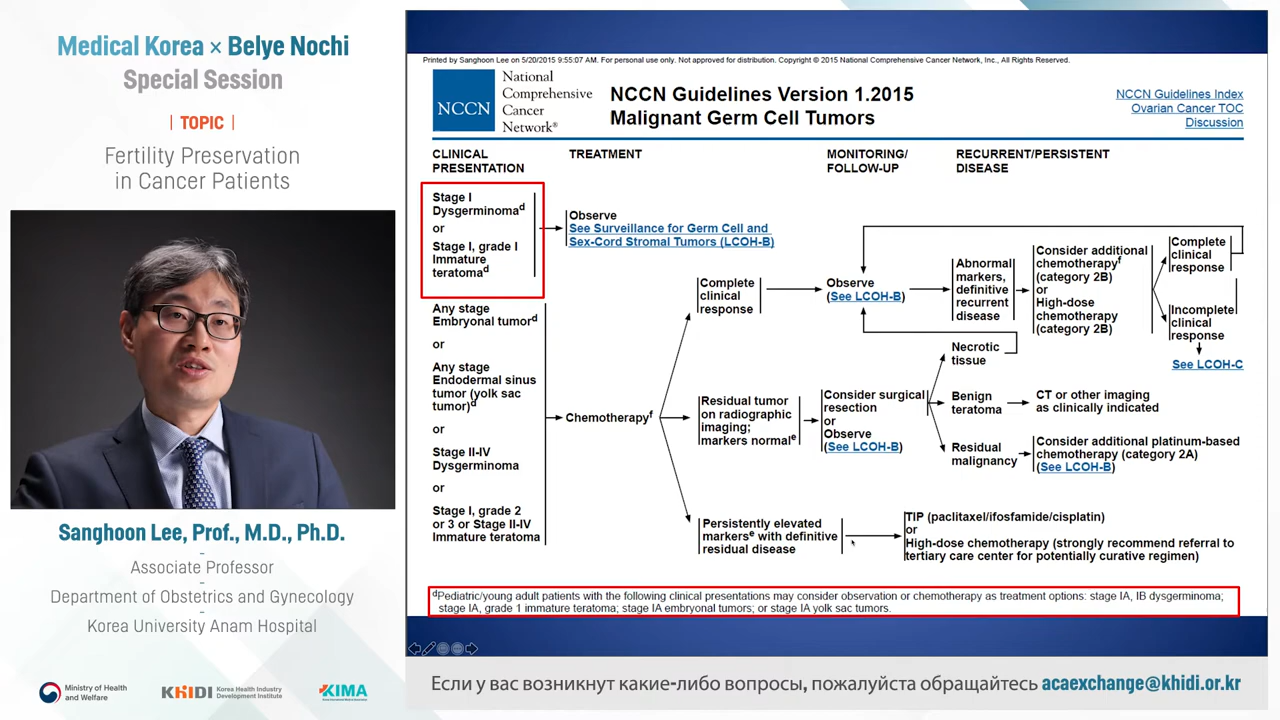 Medical Korea × Belye Nochi
Special Session
| TOPIC |
Fertility Preservation
in Cancer Patients
Sanghoon Lee, Prof., M.D., Ph.D.
-
Associate Professor
-
Department of Obstetrics and Gynecology
-
Korea University Anam Hospital
Ministry of Health
and Welfare
KHIDI
Korea Health Industry
Development Institute
KIMA
Printed by Sanghoon Lee on 5/20/2015 9:55:07 AM. For personal use only. Not approved for distribution. Copyright © 2015 National Comprehensive Cancer Network, Inc., All Rights Reserved.
NCCN
National
Comprehensive
Cancer
Network®
NCCN Guidelines Version 1.2015
Malignant Germ Cell Tumors
NCCN Guidelines Index
Ovarian Cancer TOC
Discussion
CLINICAL
PRESENTATION
TREATMENT
MONITORING/
FOLLOW-UP
RECURRENT/PERSISTENT
DISEASE
Stage I
Dysgerminomaᵈ
or
Stage I, grade I
Immature
teratomaᵈ
Observe
See Surveillance for Germ Cell and
Sex-Cord Stromal Tumors (LCOH-B)
Any stage
Embryonal tumorᵈ
or
Any stage
Endodermal sinus
tumor (yolk sac
tumor)ᵈ
or
Stage II-IV
Dysgerminoma
or
Stage I, grade 2
or 3 or Stage II-IV
Immature teratoma
Chemotherapyᶠ
Complete
clinical
response
Observe
(See LCOH-B)
Abnormal
markers,
definitive
recurrent
disease
Consider additional
chemotherapyᶠ
(category 2B)
or
High-dose
chemotherapy
(category 2B)
Complete
clinical
response
Incomplete
clinical
response
See LCOH-C
Residual tumor
on radiographic
imaging;
markers normalᵉ
Consider surgical
resection
or
Observe
(See LCOH-B)
Necrotic
tissue
Benign
teratoma
CT or other imaging
as clinically indicated
Residual
malignancy
Consider additional platinum-based
chemotherapy (category 2A)
(See LCOH-B)
Persistently elevated
markersᵉ with definitive
residual disease
TIP (paclitaxel/ifosfamide/cisplatin)
or
High-dose chemotherapy (strongly recommend referral to
tertiary care center for potentially curative regimen)
ᵈPediatric/young adult patients with the following clinical presentations may consider observation or chemotherapy as treatment options: stage IA, IB dysgerminoma;
stage IA, grade 1 immature teratoma; stage IA embryonal tumors; or stage IA yolk sac tumors.
Если у вас возникнут какие-либо вопросы, пожалуйста обращайтесь acaexchange@khidi.or.kr